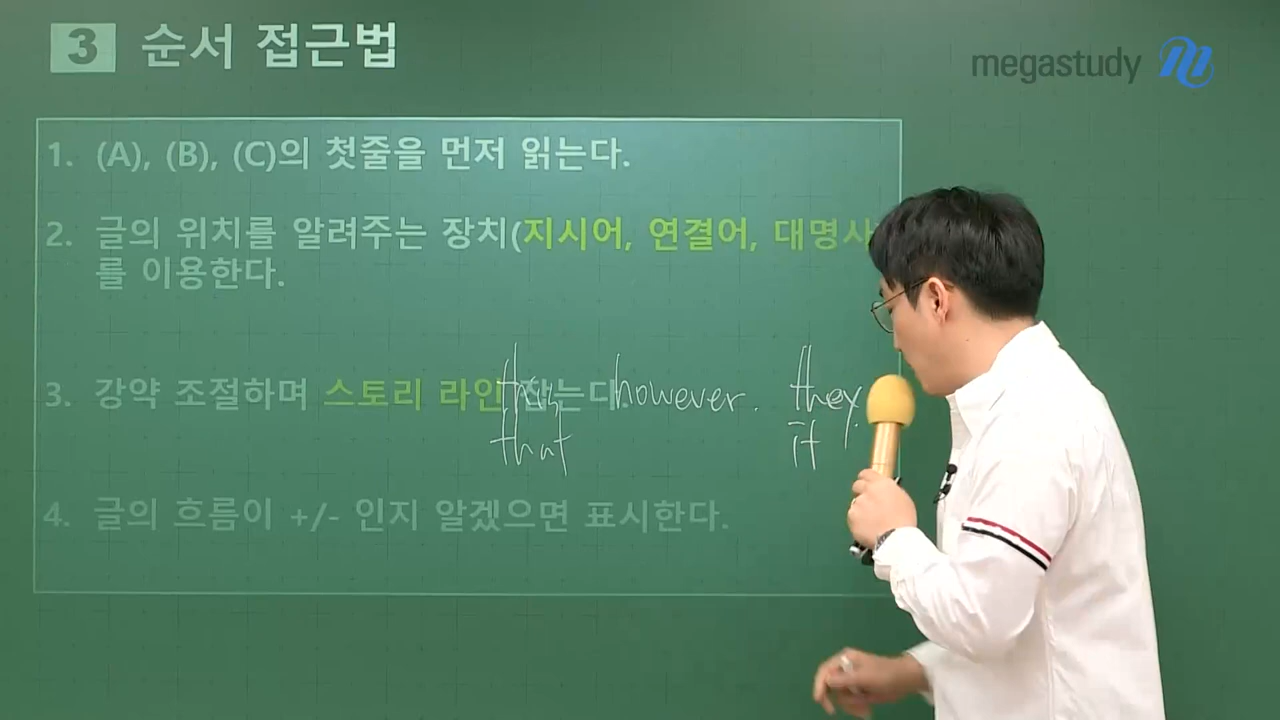 3 순서 접근법
megastudy
1. (A), (B), (C)의 첫줄을 먼저 읽는다.
2. 글의 위치를 알려주는 장치(지시어, 연결어, 대명사
를 이용한다.
3. 강약 조절하며 스토리 라인 잡는다.
this however. they.
that it
4. 글의 흐름이 +/- 인지 알겠으면 표시한다.